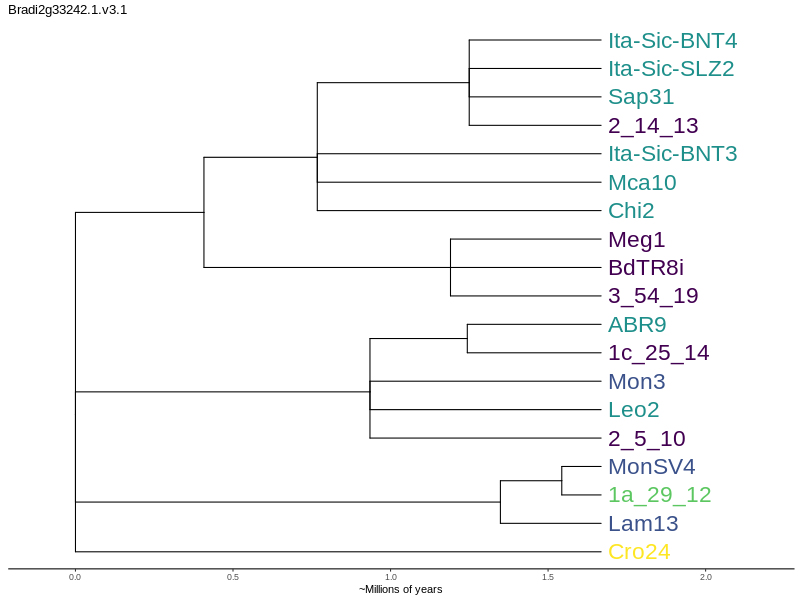 Bradi2g33242.1.v3.1
Ita-Sic-BNT4
Ita-Sic-SLZ2
Sap31
2_14_13
Ita-Sic-BNT3
Mca10
Chi2
Meg1
BdTR8i
3_54_19
ABR9
1c_25_14
Mon3
Leo2
2_5_10
MonSV4
1a_29_12
Lam13
Cro24
0.0 0.5 1.0 1.5 2.0
~Millions of years